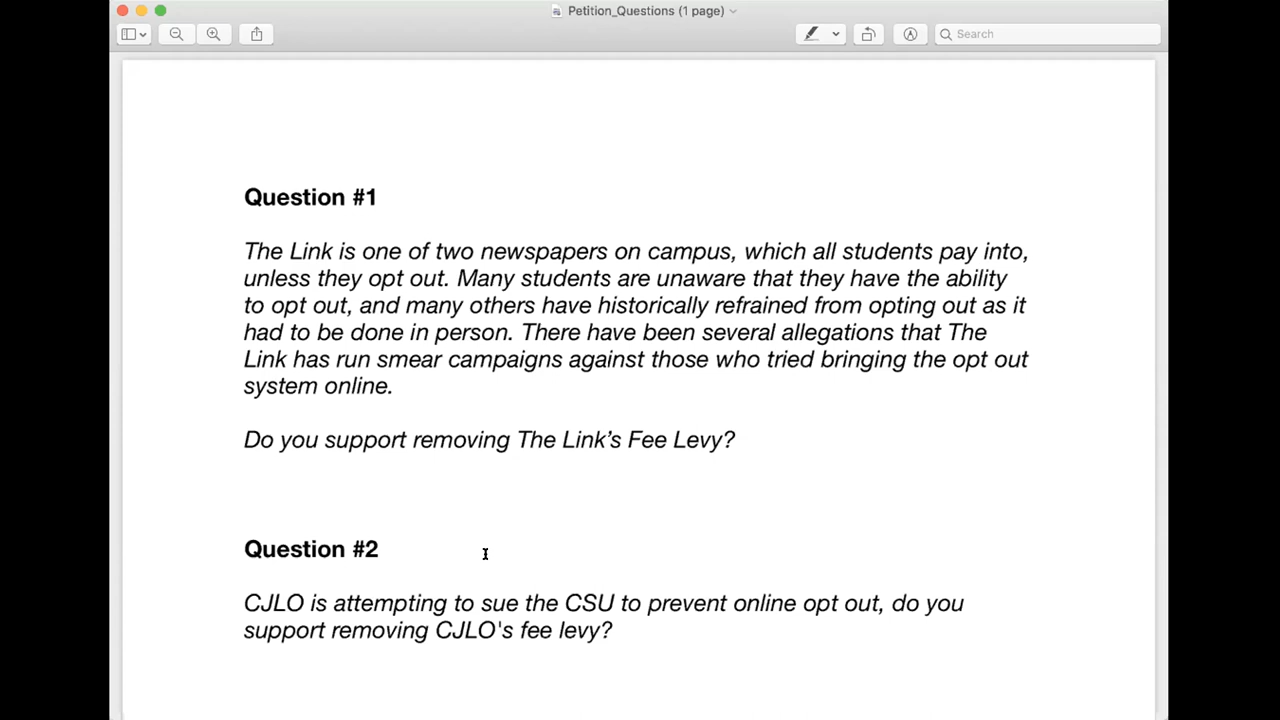 Petition_Questions (1 page)
Search
Question #1
The Link is one of two newspapers on campus, which all students pay into,
unless they opt out. Many students are unaware that they have the ability
to opt out, and many others have historically refrained from opting out as it
had to be done in person. There have been several allegations that The
Link has run smear campaigns against those who tried bringing the opt out
system online.
Do you support removing The Link’s Fee Levy?
Question #2
CJLO is attempting to sue the CSU to prevent online opt out, do you
support removing CJLO's fee levy?